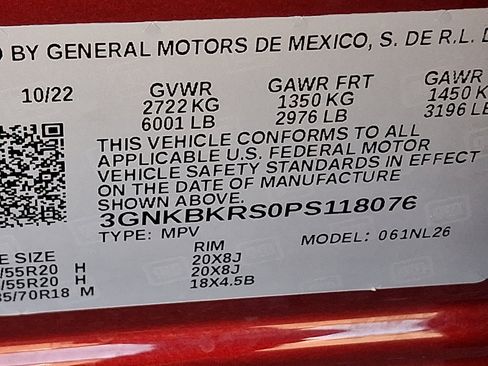 BY GENERAL MOTORS DE MEXICO, S. DE R.L. D
10/22 GVWR GAWR FRT GAWR
2722 KG 1350 KG 1450 K
6001 LB 2976 LB 3196 LB
THIS VEHICLE CONFORMS TO ALL
APPLICABLE U.S. FEDERAL MOTOR
VEHICLE SAFETY STANDARDS IN EFFECT
ON THE DATE OF MANUFACTURE
SHOWN ABOVE.
3GNKBKRS0PS118076
TYPE: MPV MODEL: 061NL26
E SIZE RIM
/55R20 H 20X8J
/55R20 H 20X8J
5/70R18 M 18X4.5B